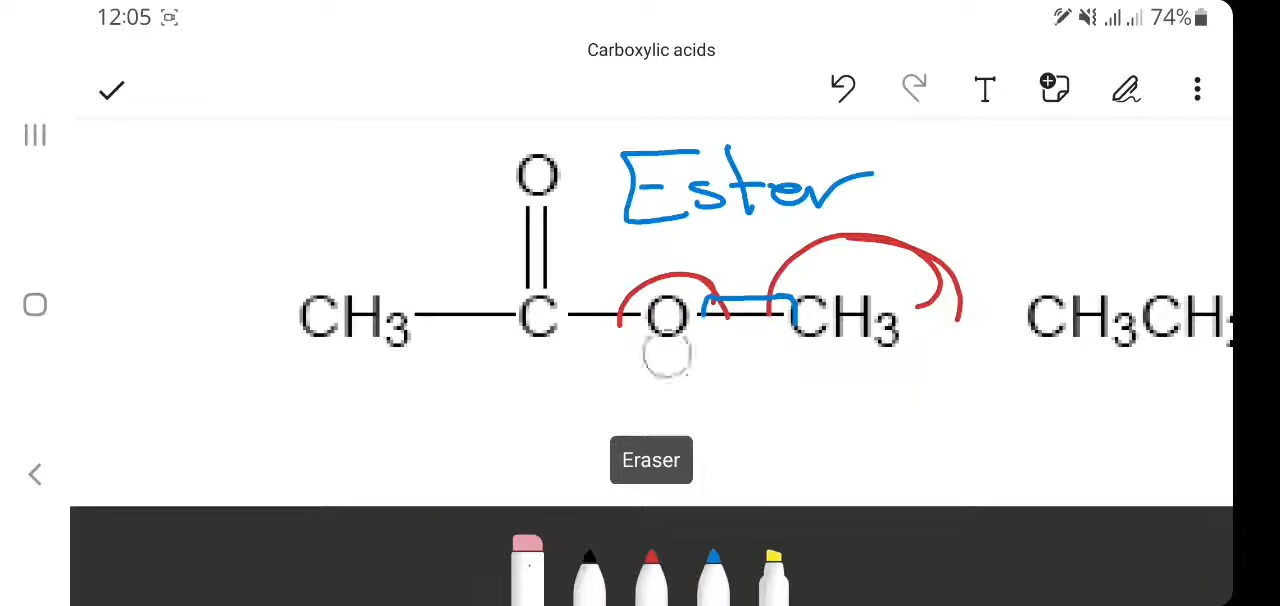 12:05 74%
Carboxylic acids
T
O Ester
CH3 C O CH3 CH3CH
Eraser